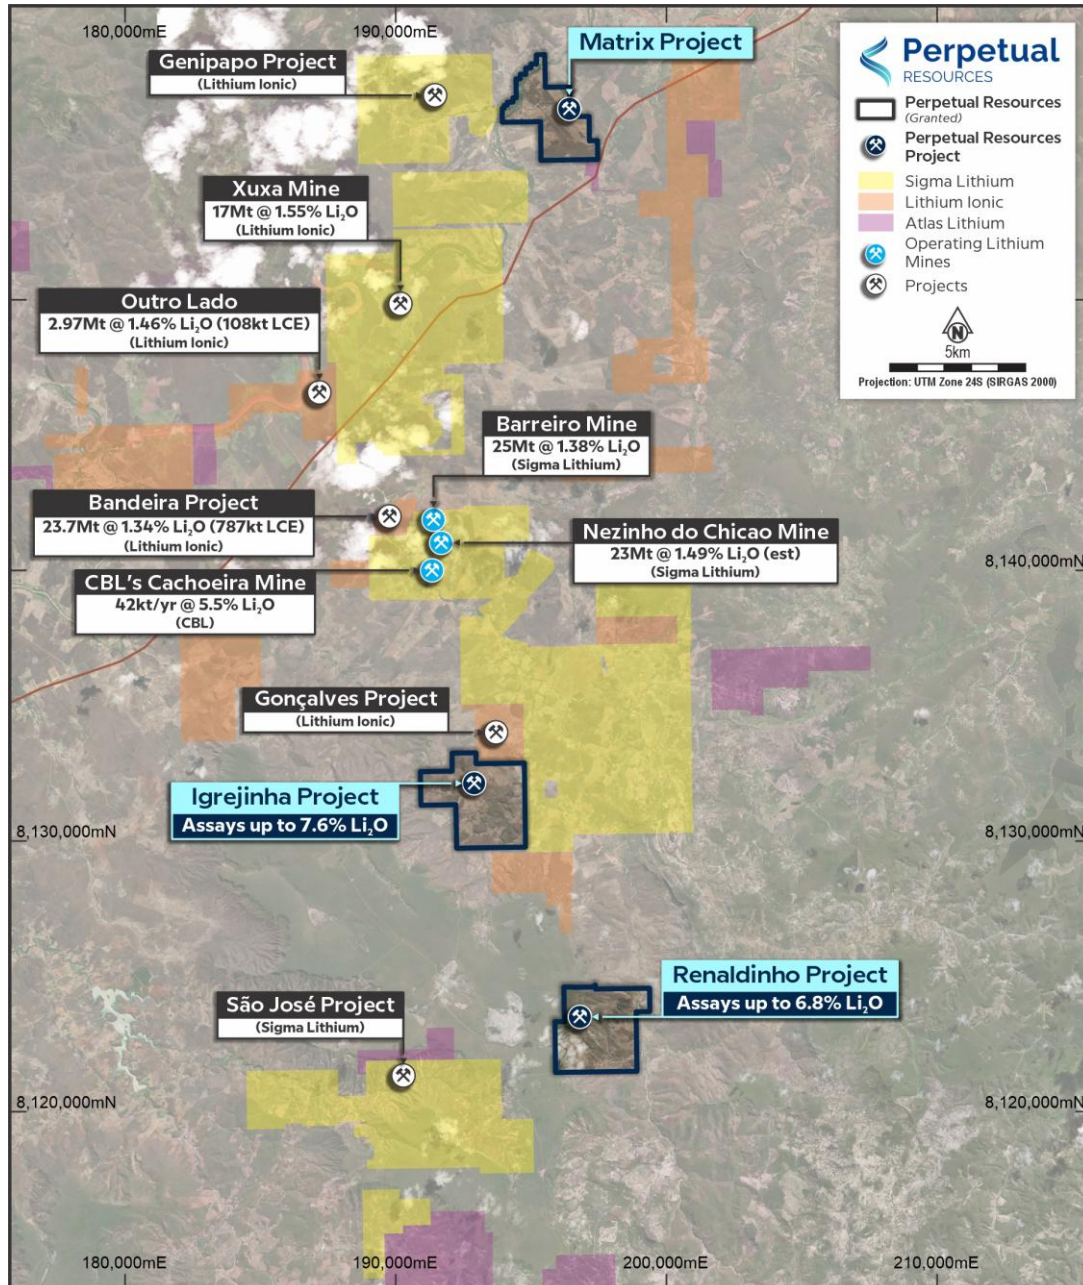 180,000mE
190,000mE
Matrix Project
Genipapo Project
(Lithium Ionic)
Perpetual
RESOURCES
Perpetual Resources
(Granted)
Perpetual Resources
Project
Sigma Lithium
Lithium Ionic
Atlas Lithium
Operating Lithium
Mines
Projects
N
5km
Projection: UTM Zone 24S (SIRGAS 2000)
Xuxa Mine
17Mt @ 1.55% Li₂O
(Lithium Ionic)
Outro Lado
2.97Mt @ 1.46% Li₂O (108kt LCE)
(Lithium Ionic)
Barreiro Mine
25Mt @ 1.38% Li₂O
(Sigma Lithium)
Bandeira Project
23.7Mt @ 1.34% Li₂O (787kt LCE)
(Lithium Ionic)
Nezinho do Chicao Mine
23Mt @ 1.49% Li₂O (est)
(Sigma Lithium)
8,140,000mN
CBL's Cachoeira Mine
42kt/yr @ 5.5% Li₂O
(CBL)
Gonçalves Project
(Lithium Ionic)
Igrejinha Project
Assays up to 7.6% Li₂O
8,130,000mN
8,130,000mN
Renaldinho Project
Assays up to 6.8% Li₂O
São José Project
(Sigma Lithium)
8,120,000mN
8,120,000mN
180,000mE
190,000mE
200,000mE
210,000mE